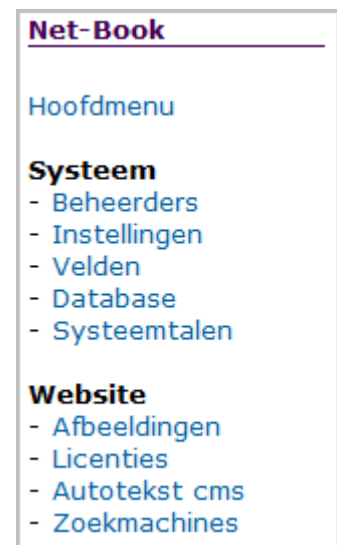 Net-Book
Hoofdmenu
Systeem
- Beheerders
- Instellingen
- Velden
- Database
- Systeemtalen
Website
- Afbeeldingen
- Licenties
- Autotekst cms
- Zoekmachines